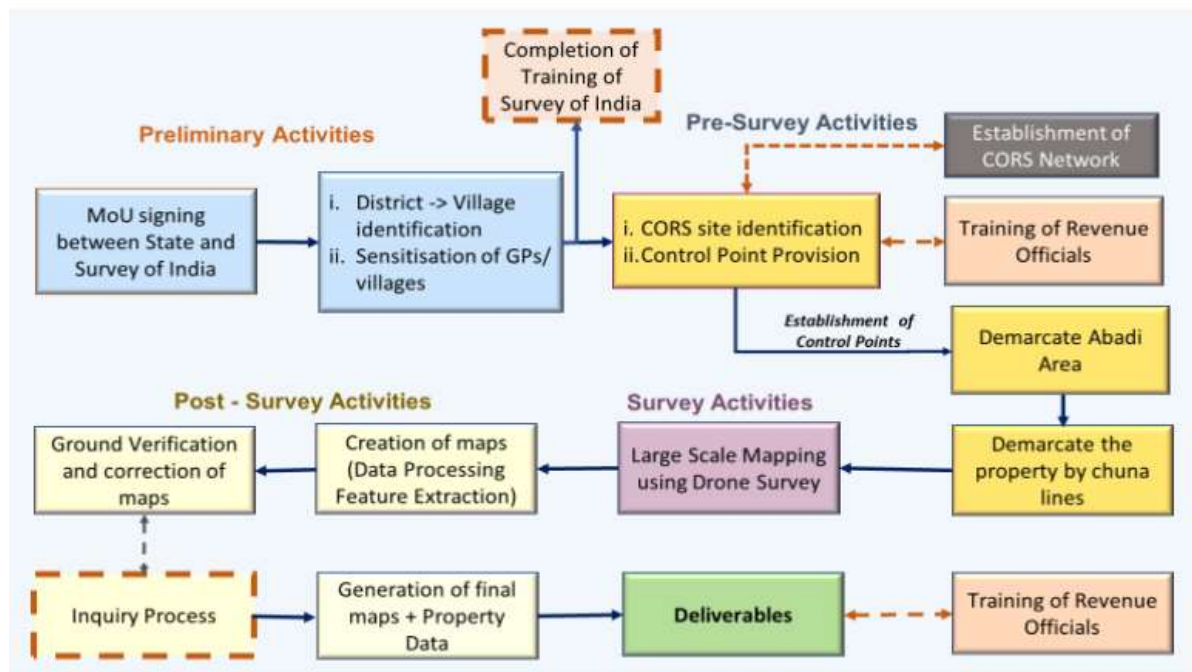 Completion of
Training of
Survey of India
Preliminary Activities
Pre-Survey Activities
Establishment of
CORS Network
MoU signing
between State and
Survey of India
i. District -> Village
identification
ii. Sensitisation of GPs/
villages
i. CORS site identification
ii.Control Point Provision
Training of Revenue
Officials
Establishment of
Control Points
Demarcate Abadi
Area
Post - Survey Activities
Survey Activities
Ground Verification
and correction of
maps
Creation of maps
(Data Processing
Feature Extraction)
Large Scale Mapping
using Drone Survey
Demarcate the
property by chuna
lines
Inquiry Process
Generation of final
maps + Property
Data
Deliverables
Training of Revenue
Officials